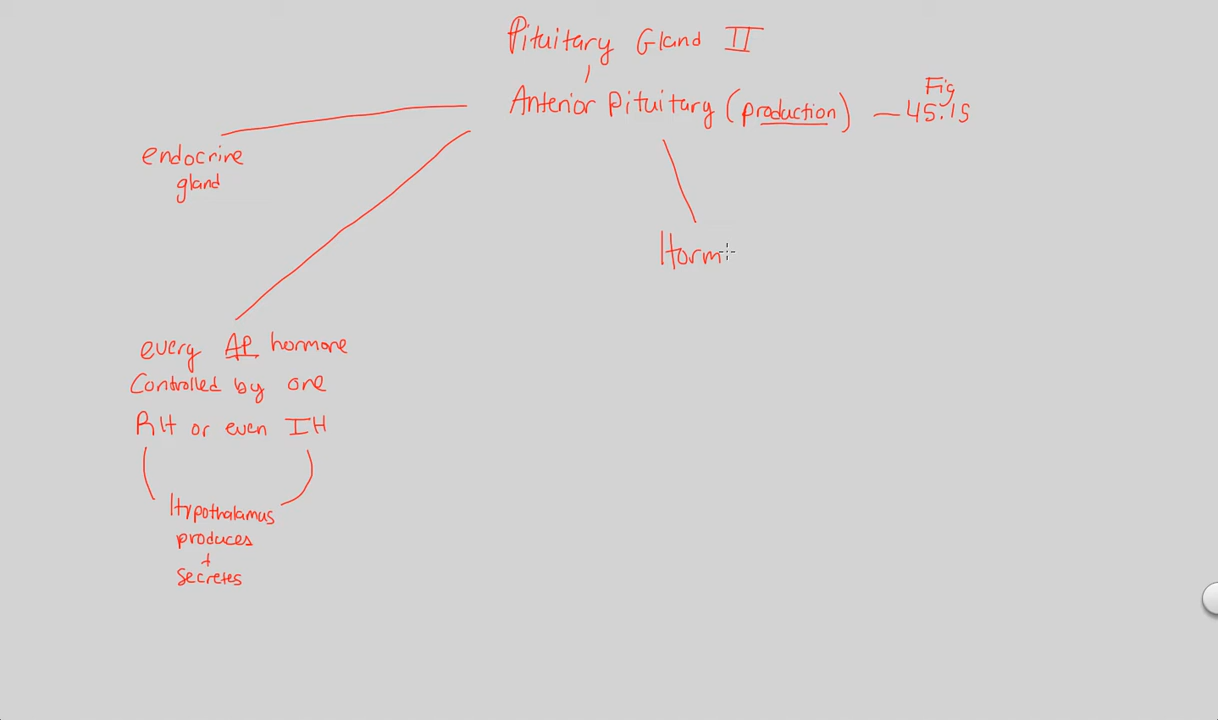 Pituitary Gland II
Anterior Pituitary (production) — Fig 45.15
endocrine
gland
Horm
every AP hormone
Controlled by one
RH or even IH
Hypothalamus
produces
+
Secretes